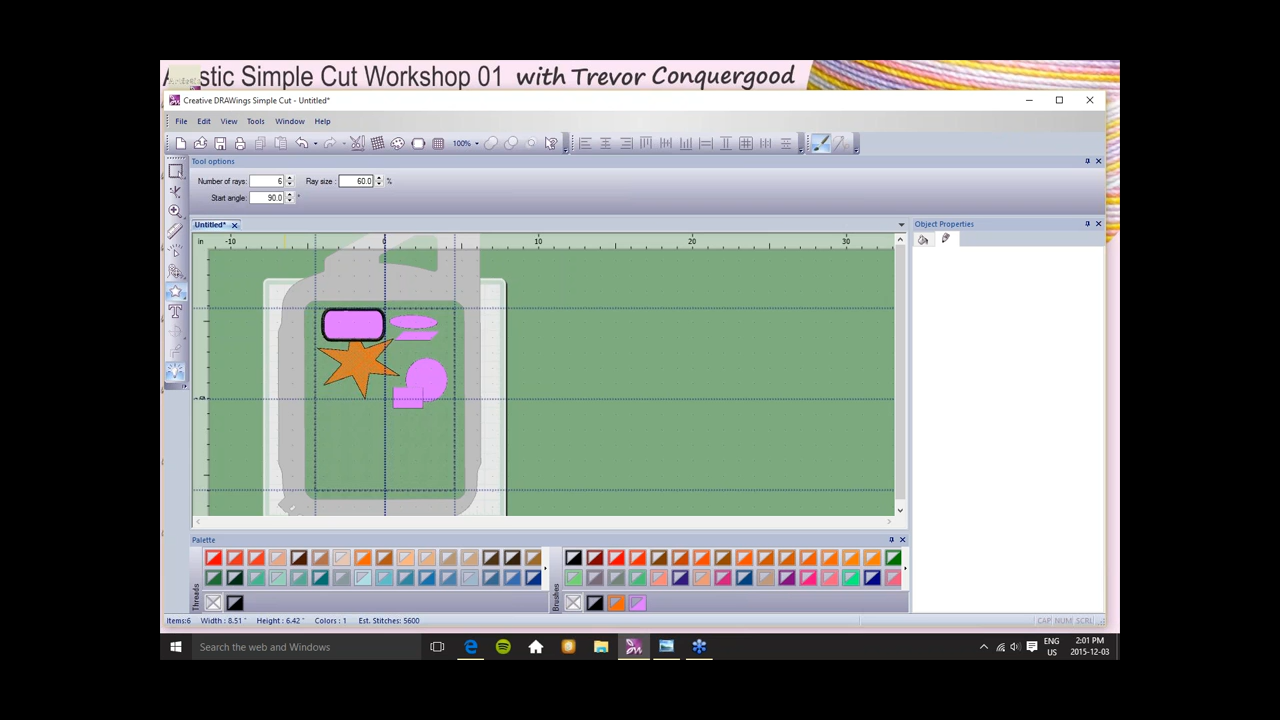 stic Simple Cut Workshop 01 with Trevor Conquergood
Creative DRAWings Simple Cut - Untitled*
File Edit View Tools Window Help
100%
Tool options
Number of rays: 6 Ray size : 60.0 %
Start angle: 90.0 °
Untitled*
Object Properties
in -10 0 10 20 30
Palette
Threads
Brushes
Items:6 Width : 8.51 " Height : 6.42 " Colors : 1 Est. Stitches: 5600
CAP NUM SCRL
Search the web and Windows
ENG 2:01 PM
US 2015-12-03